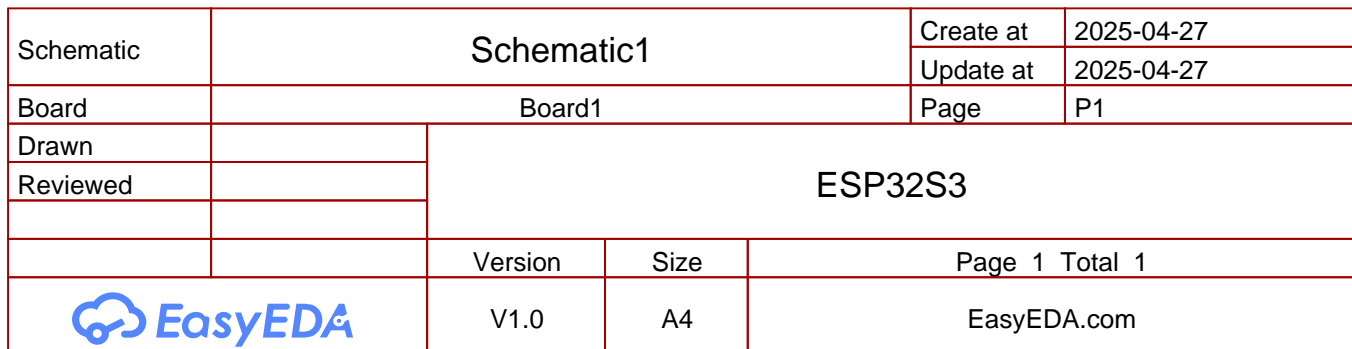 Schematic
Schematic1
Create at 2025-04-27
Update at 2025-04-27
Board Board1 Page P1
Drawn
Reviewed
ESP32S3
Version Size Page 1 Total 1
EasyEDA V1.0 A4 EasyEDA.com